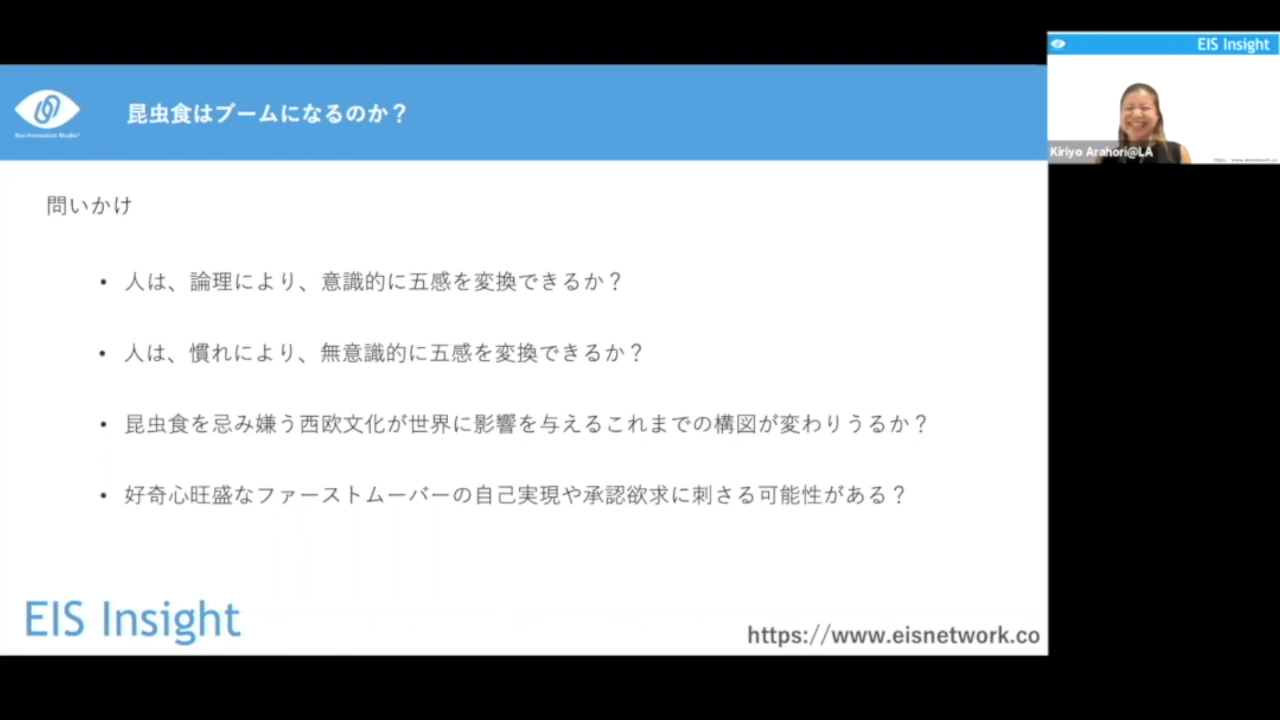 昆虫食はブームになるのか？
問いかけ
• 人は、論理により、意識的に五感を変換できるか？
• 人は、慣れにより、無意識的に五感を変換できるか？
• 昆虫食を忌み嫌う西欧文化が世界に影響を与えるこれまでの構図が変わりうるか？
• 好奇心旺盛なファーストムーバーの自己実現や承認欲求に刺さる可能性がある？
EIS Insight
https://www.eisnetwork.co
EIS Insight
Kiriyo Arahori@LA